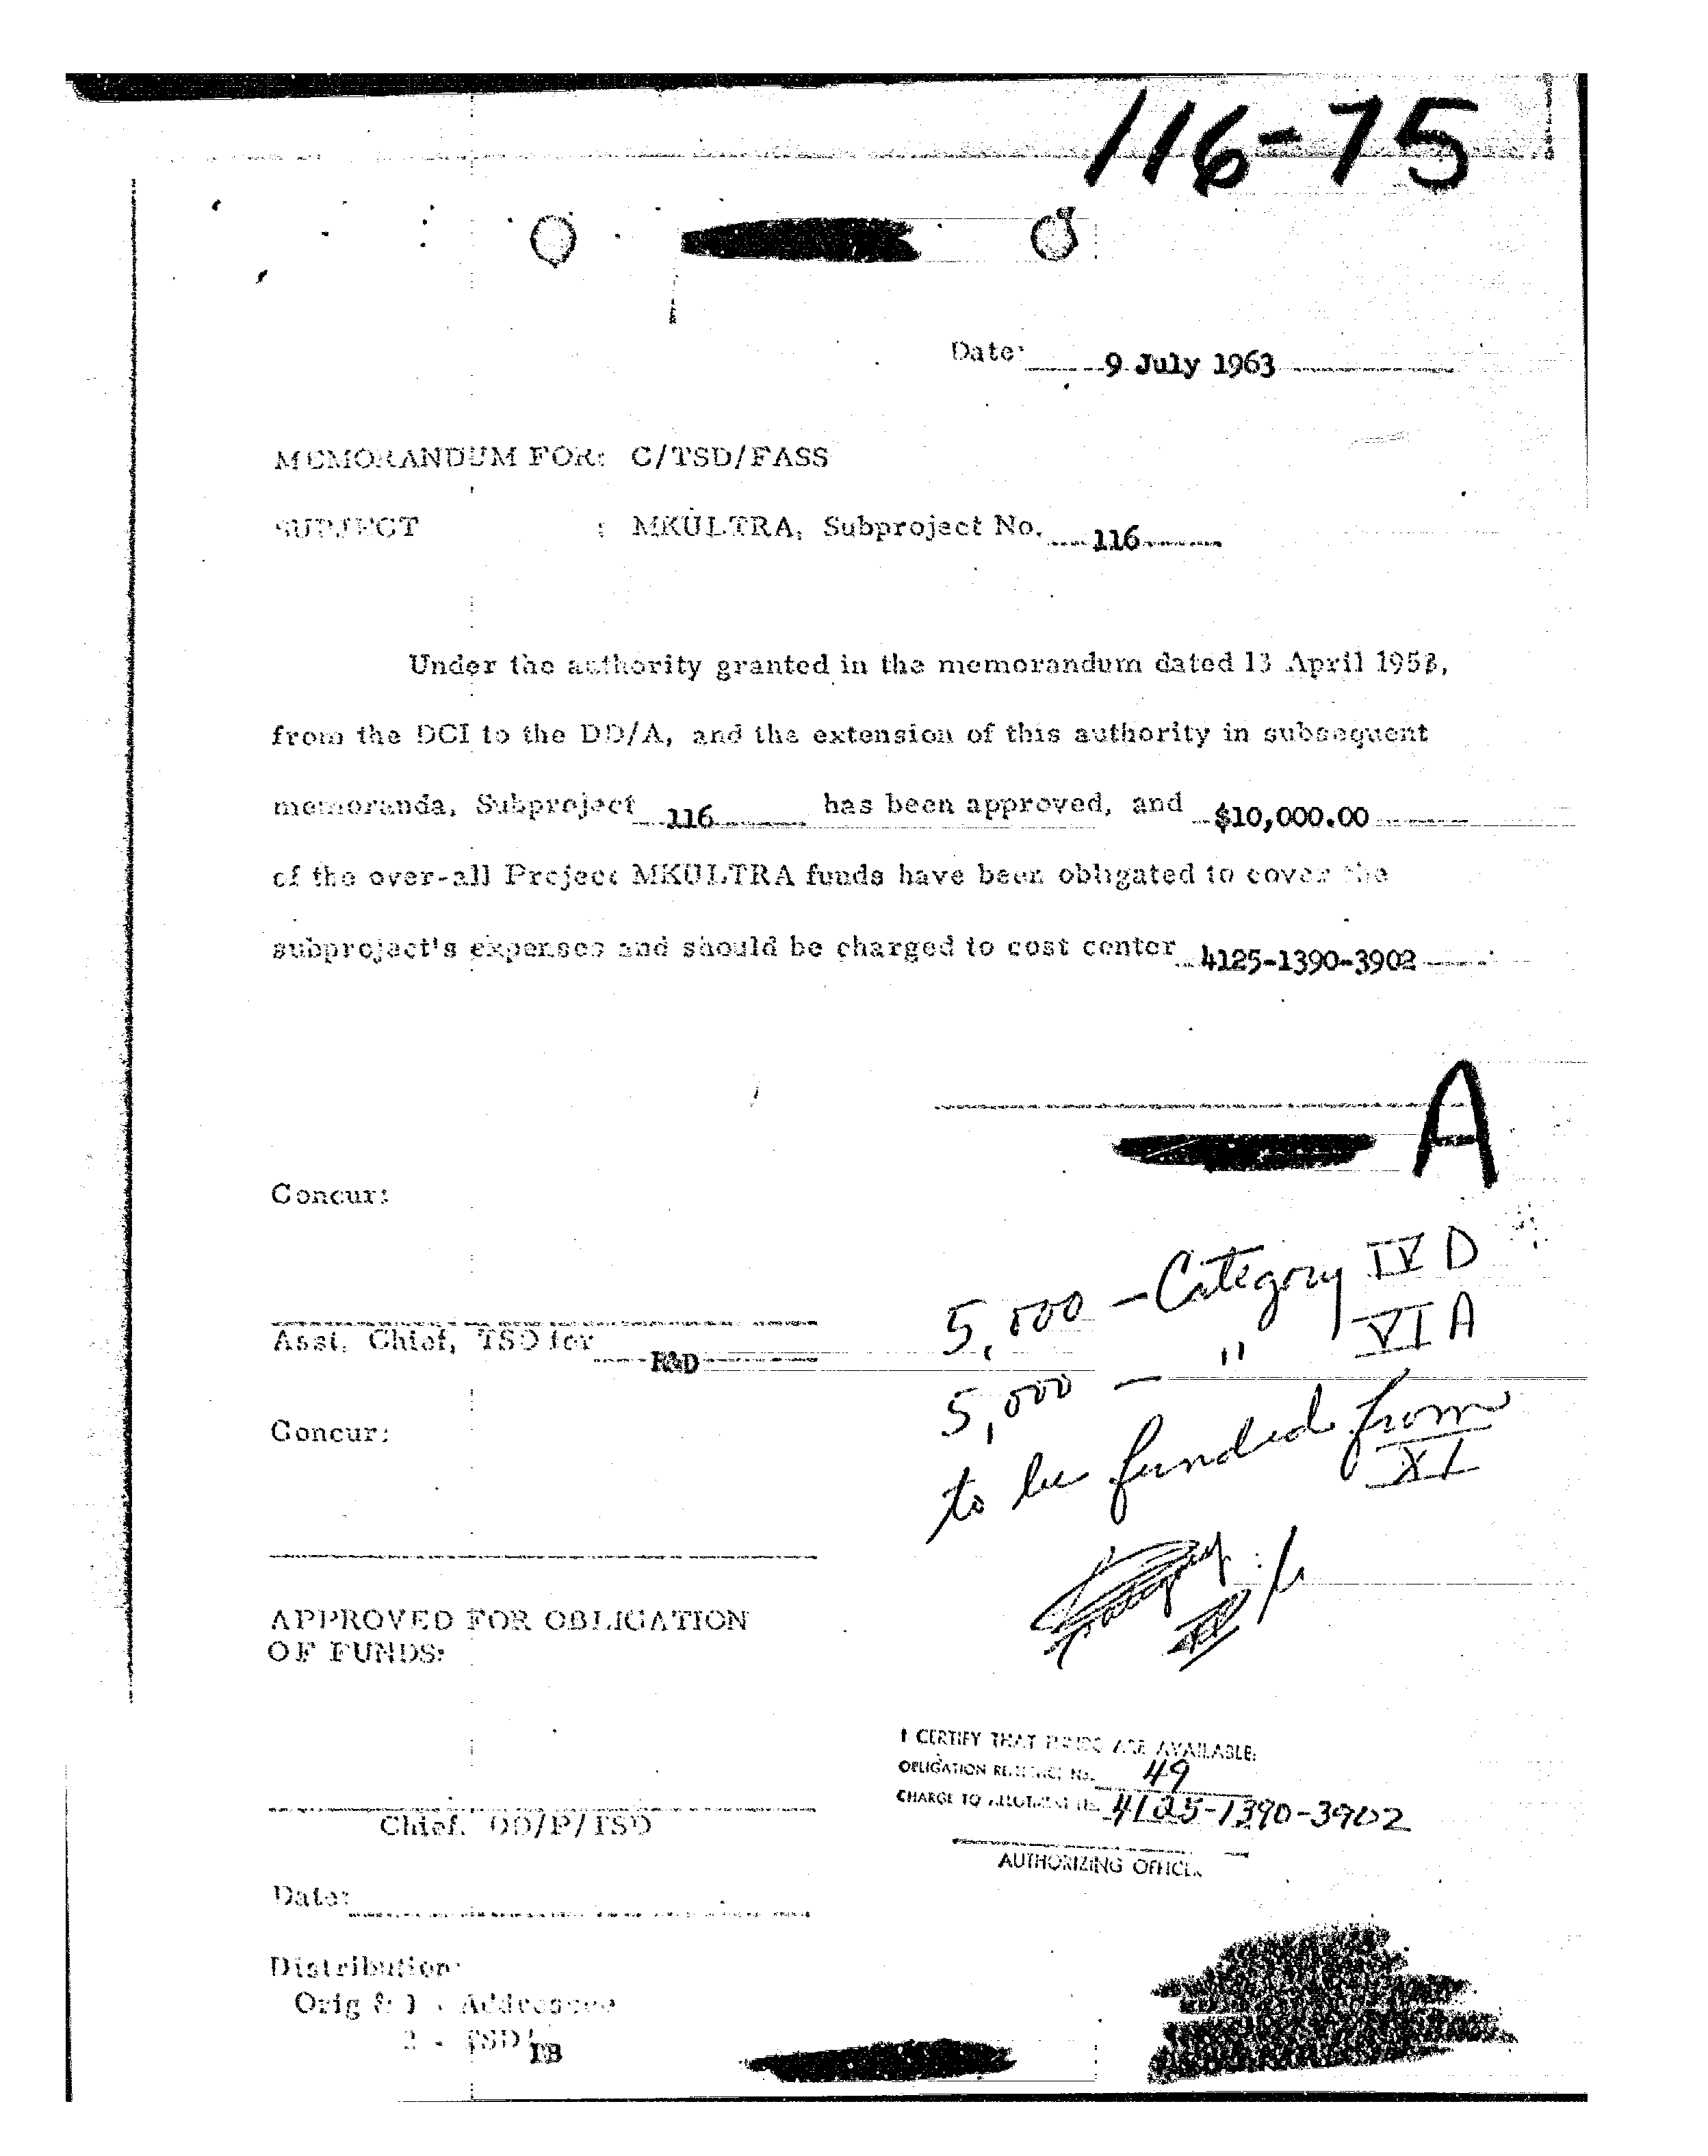 116-75
Date: 9 July 1963
MEMORANDUM FOR: C/TSD/FASS
SUBJECT : MKULTRA, Subproject No. 116
Under the authority granted in the memorandum dated 13 April 1953,
from the DCI to the DD/A, and the extension of this authority in subsequent
memoranda, Subproject 116 has been approved, and $10,000.00
of the over-all Project MKULTRA funds have been obligated to cover the
subproject's expenses and should be charged to cost center 4125-1390-3902
A
Concur:
5,000 - Category IV D
Asst. Chief, TSD for R&D
5,000 - " VI A
Concur:
to be funded from
XI
APPROVED FOR OBLIGATION
OF FUNDS:
I CERTIFY THAT FUNDS ARE AVAILABLE:
OBLIGATION REFERENCE NO. 49
CHARGE TO ALLOTMENT NO. 4125-1390-3902
Chief, DD/P/TSD
AUTHORIZING OFFICER
Date:
Distribution:
Orig & 1 - Addressee
2 - TSD/BB